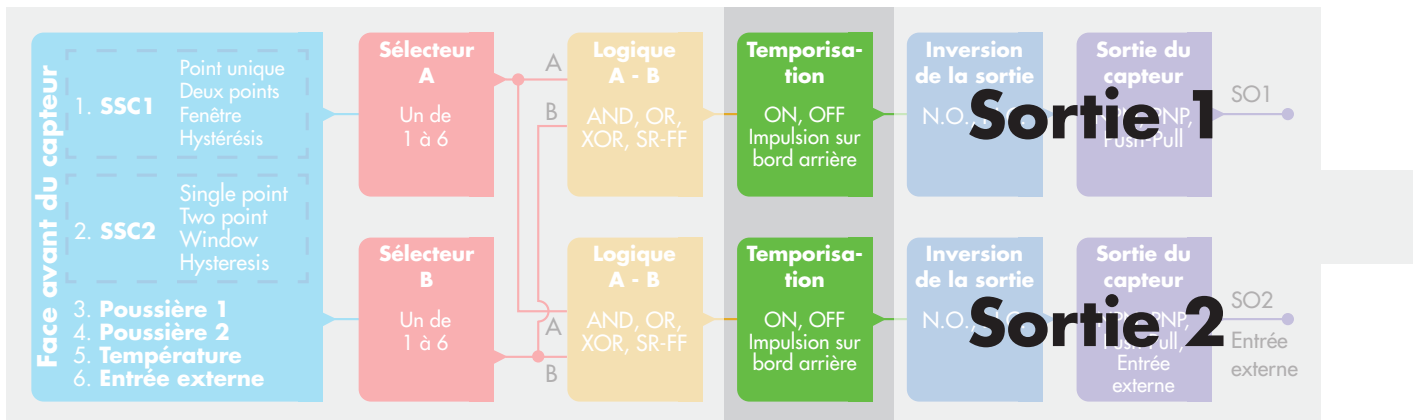 Face avant du capteur
1. SSC1
Point unique
Deux points
Fenêtre
Hystérésis
2. SSC2
Single point
Two point
Window
Hysteresis
3. Poussière 1
4. Poussière 2
5. Température
6. Entrée externe
Sélecteur
A
Un de
1 à 6
A
B
Logique
A - B
AND, OR,
XOR, SR-FF
Temporisa-
tion
ON, OFF
Impulsion sur
bord arrière
Inversion
de la sortie
N.O.,
Sortie du
capteur
PNP,
Push-Pull
Sortie 1
SO1
Sélecteur
B
Un de
1 à 6
A
B
Logique
A - B
AND, OR,
XOR, SR-FF
Temporisa-
tion
ON, OFF
Impulsion sur
bord arrière
Inversion
de la sortie
N.O.,
Sortie du
capteur
PNP,
Push-Pull,
Entrée
externe
Sortie 2
SO2
Entrée
externe